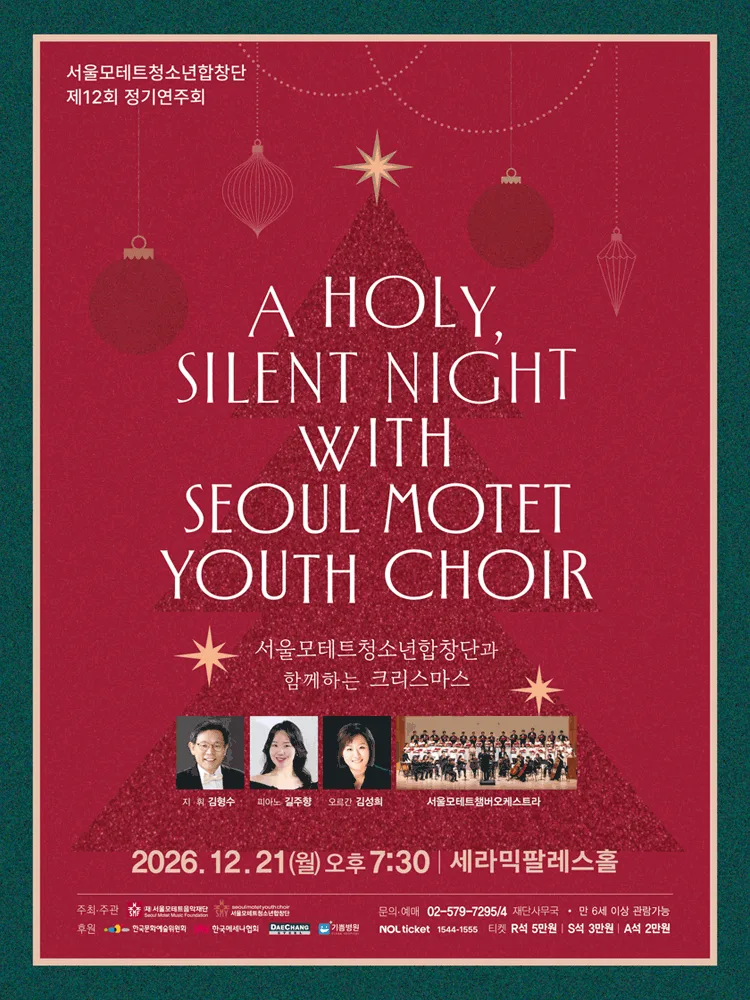 서울모테트청소년합창단
제12회 정기연주회
A HOLY,
SILENT NIGHT
WITH
SEOUL MOTET
YOUTH CHOIR
서울모테트청소년합창단과
함께하는 크리스마스
지 휘 김형수
피아노 길주향
오르간 김성희
서울모테트챔버오케스트라
2026. 12. 21(월) 오후 7:30 | 세라믹팔레스홀
주최·주관 SMF (재)서울모테트음악재단 Seoul Motet Music Foundation seoul motet youth choir 서울모테트청소년합창단
후원 한국문화예술위원회 한국메세나협회 DAECHANG STEEL 기쁨병원
문의·예매 02-579-7295/4 재단사무국 • 만 6세 이상 관람가능
NOL ticket 1544-1555 티켓 R석 5만원 | S석 3만원 | A석 2만원